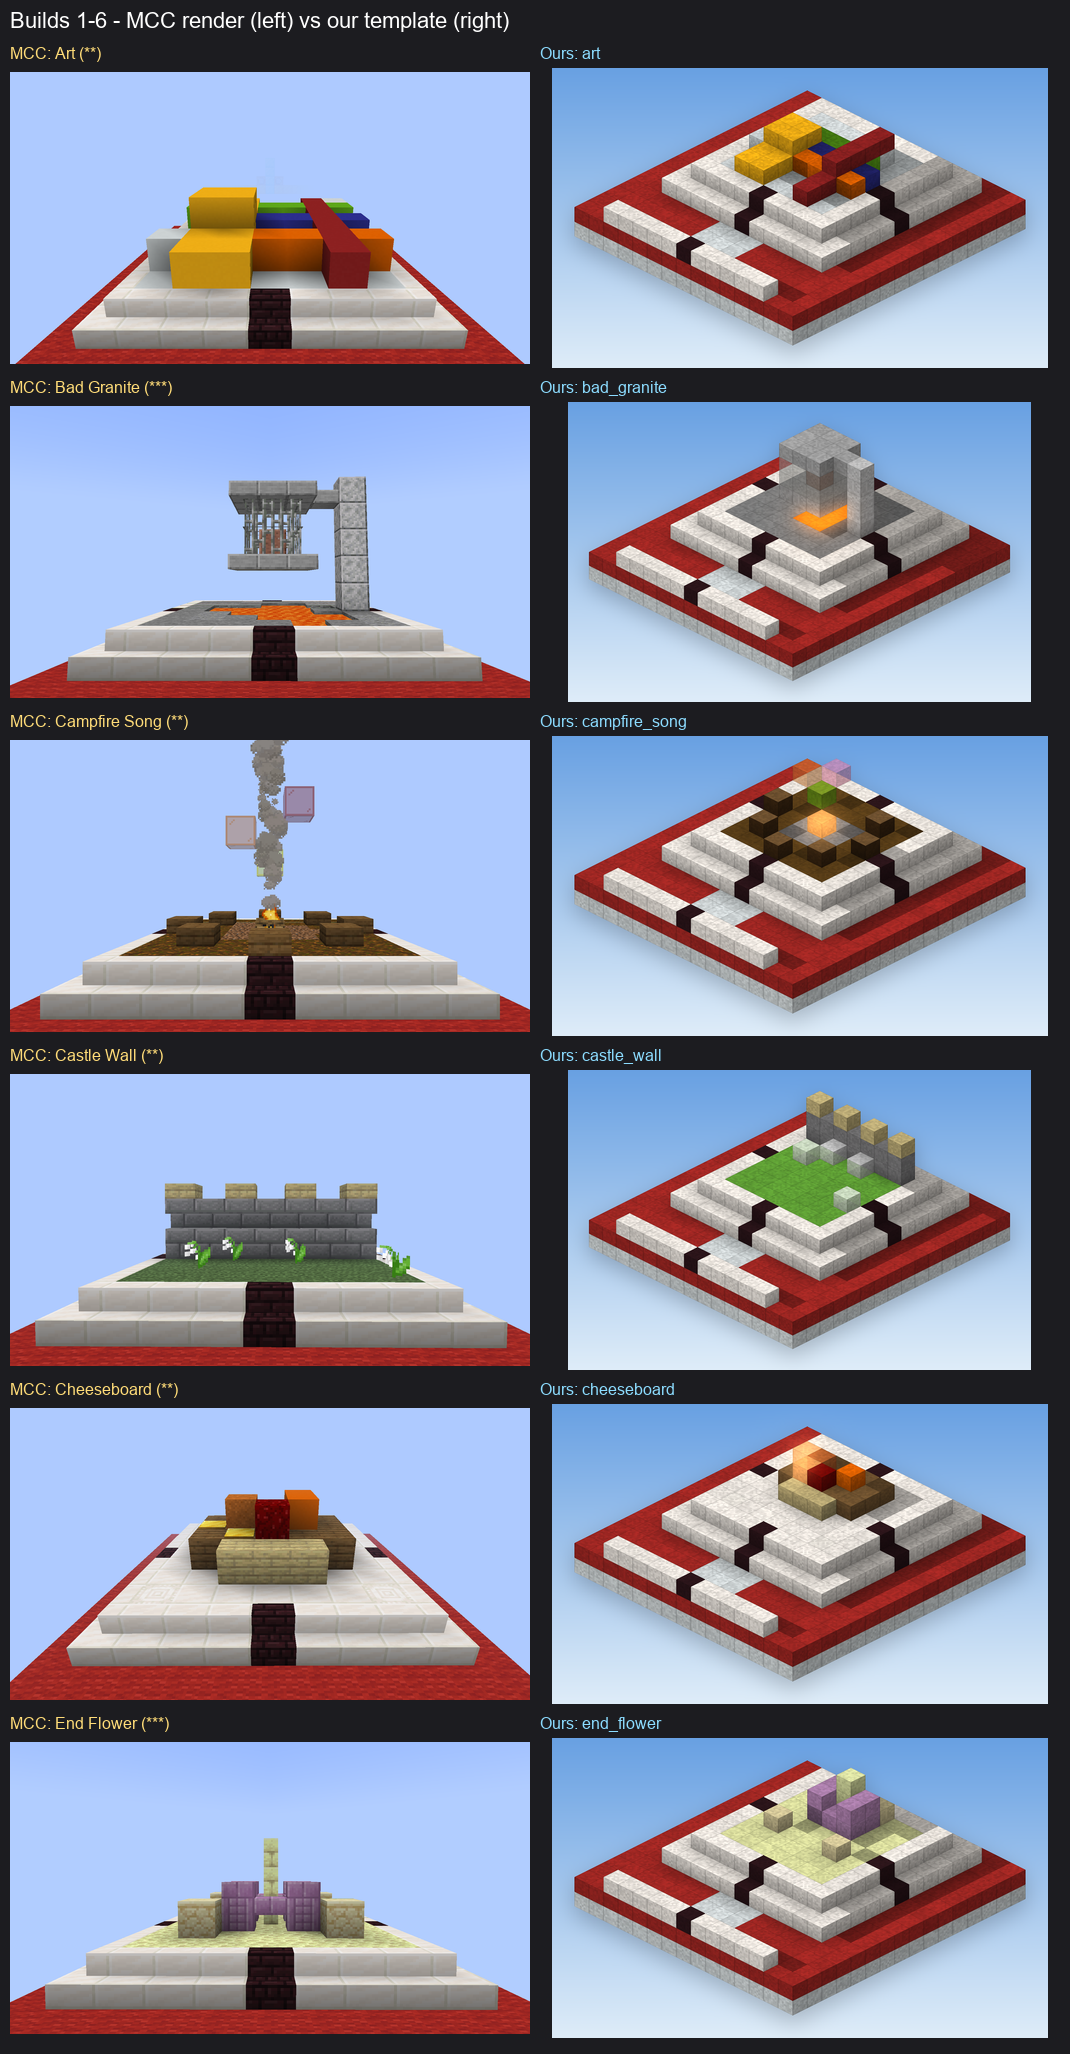 Builds 1-6 - MCC render (left) vs our template (right)
MCC: Art (**)
Ours: art
MCC: Bad Granite (***)
Ours: bad_granite
MCC: Campfire Song (**)
Ours: campfire_song
MCC: Castle Wall (**)
Ours: castle_wall
MCC: Cheeseboard (**)
Ours: cheeseboard
MCC: End Flower (***)
Ours: end_flower